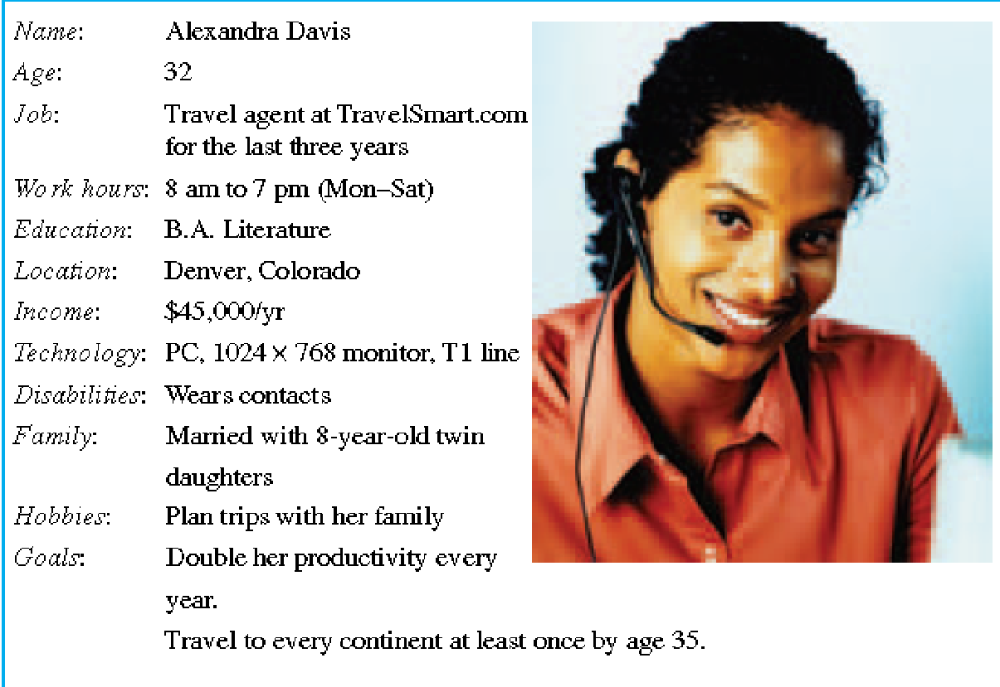 Name: Alexandra Davis
Age: 32
Job: Travel agent at TravelSmart.com
for the last three years
Work hours: 8 am to 7 pm (Mon–Sat)
Education: B.A. Literature
Location: Denver, Colorado
Income: $45,000/yr
Technology: PC, 1024 × 768 monitor, T1 line
Disabilities: Wears contacts
Family: Married with 8-year-old twin
daughters
Hobbies: Plan trips with her family
Goals: Double her productivity every
year.
Travel to every continent at least once by age 35.